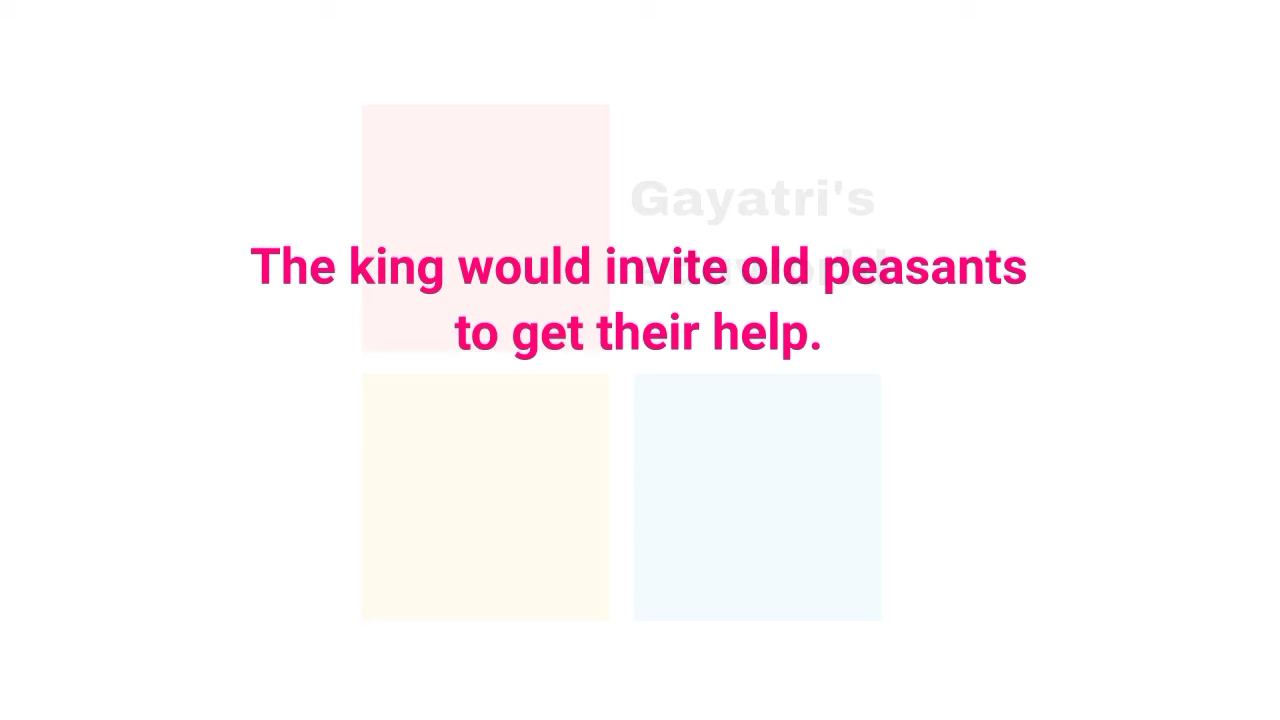 Gayatri's
The king would invite old peasants
to get their help.